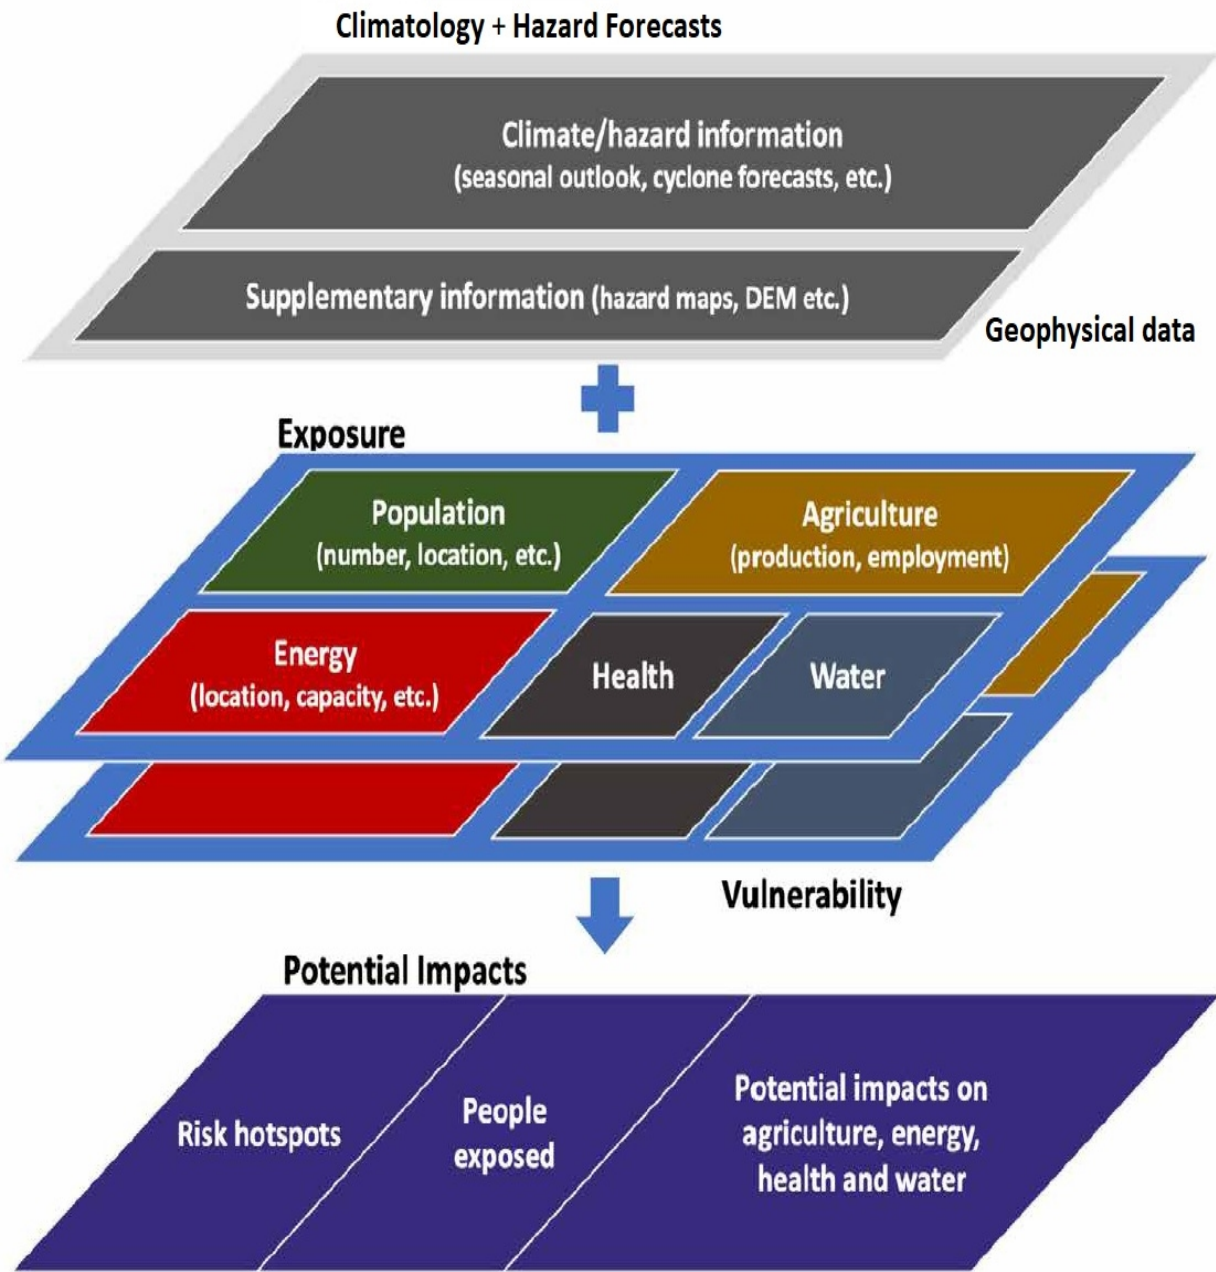 Climatology + Hazard Forecasts
Climate/hazard information
(seasonal outlook, cyclone forecasts, etc.)
Supplementary information (hazard maps, DEM etc.)
Geophysical data
Exposure
Population
(number, location, etc.)
Agriculture
(production, employment)
Energy
(location, capacity, etc.)
Health
Water
Vulnerability
Potential Impacts
Risk hotspots
People
exposed
Potential impacts on
agriculture, energy,
health and water